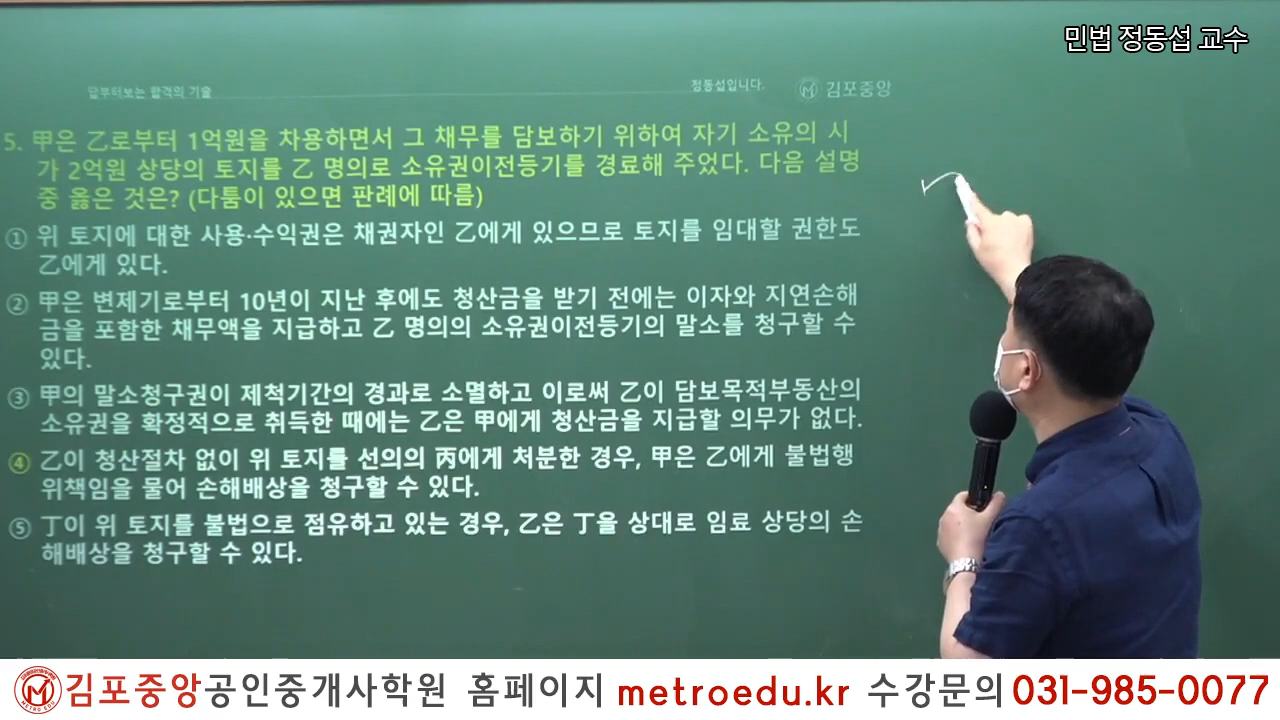 민법 정동섭 교수
답부터보는 합격의 기술
정동섭입니다.
김포중앙
5. 甲은 乙로부터 1억원을 차용하면서 그 채무를 담보하기 위하여 자기 소유의 시
가 2억원 상당의 토지를 乙 명의로 소유권이전등기를 경료해 주었다. 다음 설명
중 옳은 것은? (다툼이 있으면 판례에 따름)
① 위 토지에 대한 사용·수익권은 채권자인 乙에게 있으므로 토지를 임대할 권한도
乙에게 있다.
② 甲은 변제기로부터 10년이 지난 후에도 청산금을 받기 전에는 이자와 지연손해
금을 포함한 채무액을 지급하고 乙 명의의 소유권이전등기의 말소를 청구할 수
있다.
③ 甲의 말소청구권이 제척기간의 경과로 소멸하고 이로써 乙이 담보목적부동산의
소유권을 확정적으로 취득한 때에는 乙은 甲에게 청산금을 지급할 의무가 없다.
④ 乙이 청산절차 없이 위 토지를 선의의 丙에게 처분한 경우, 甲은 乙에게 불법행
위책임을 물어 손해배상을 청구할 수 있다.
⑤ 丁이 위 토지를 불법으로 점유하고 있는 경우, 乙은 丁을 상대로 임료 상당의 손
해배상을 청구할 수 있다.
METRO EDU
김포중앙공인중개사학원 홈페이지 metroedu.kr 수강문의 031-985-0077